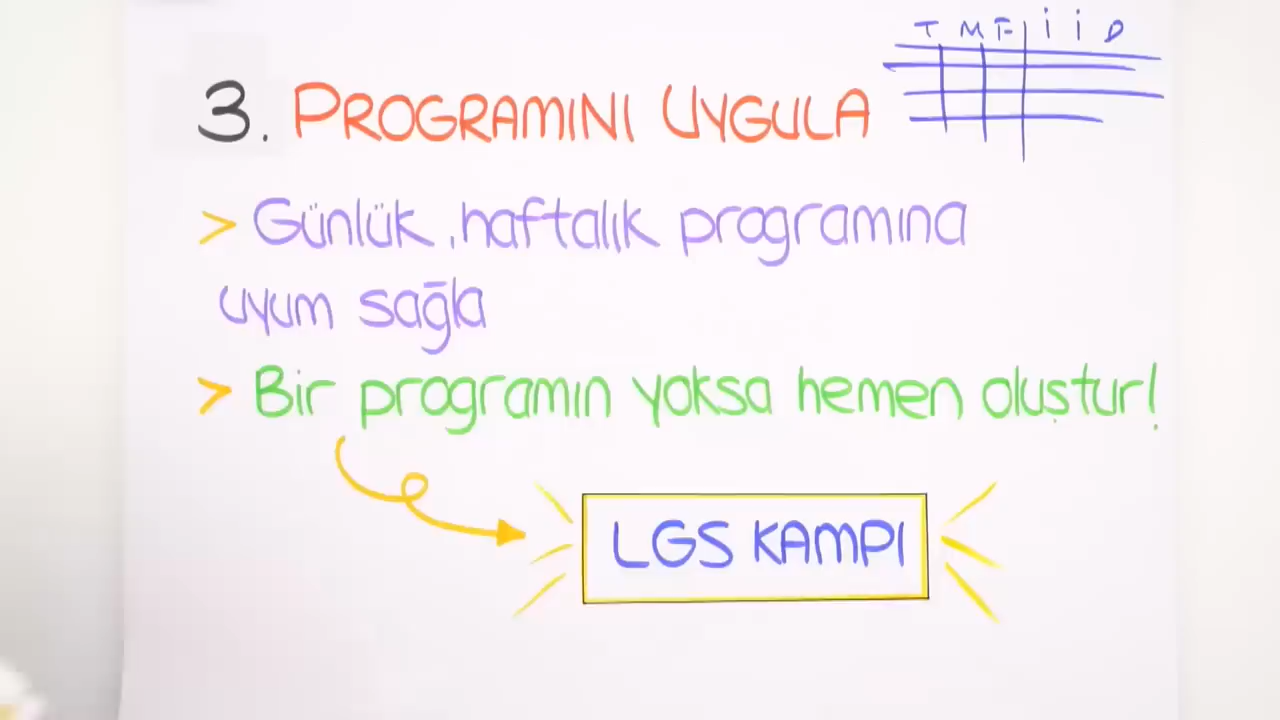 T M F İ İ D
3. PROGRAMINI UYGULA
> Günlük, haftalık programına
uyum sağla
> Bir programın yoksa hemen oluştur!
LGS KAMPI